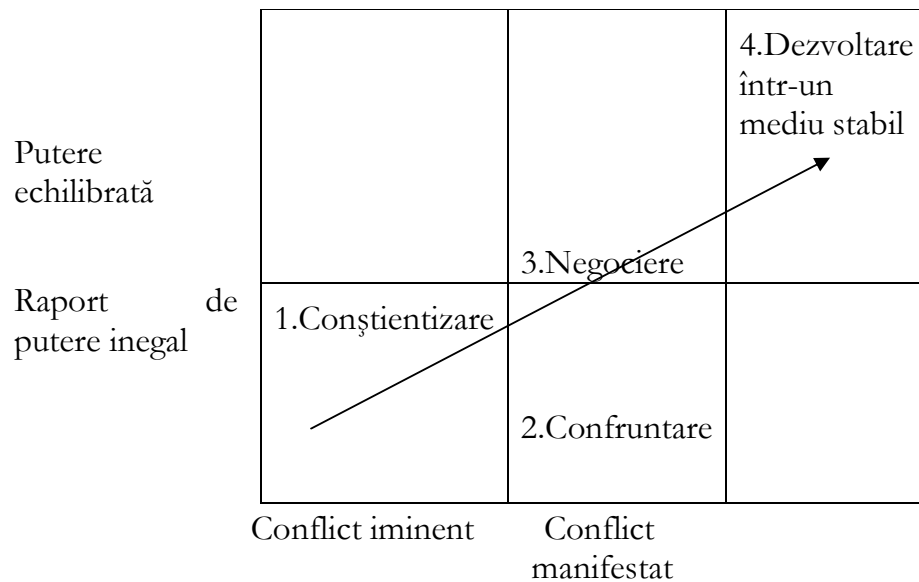 4.Dezvoltare
într-un
mediu stabil
Putere
echilibrată
3.Negociere
Raport de
putere inegal
1.Conştientizare
2.Confruntare
Conflict iminent
Conflict
manifestat